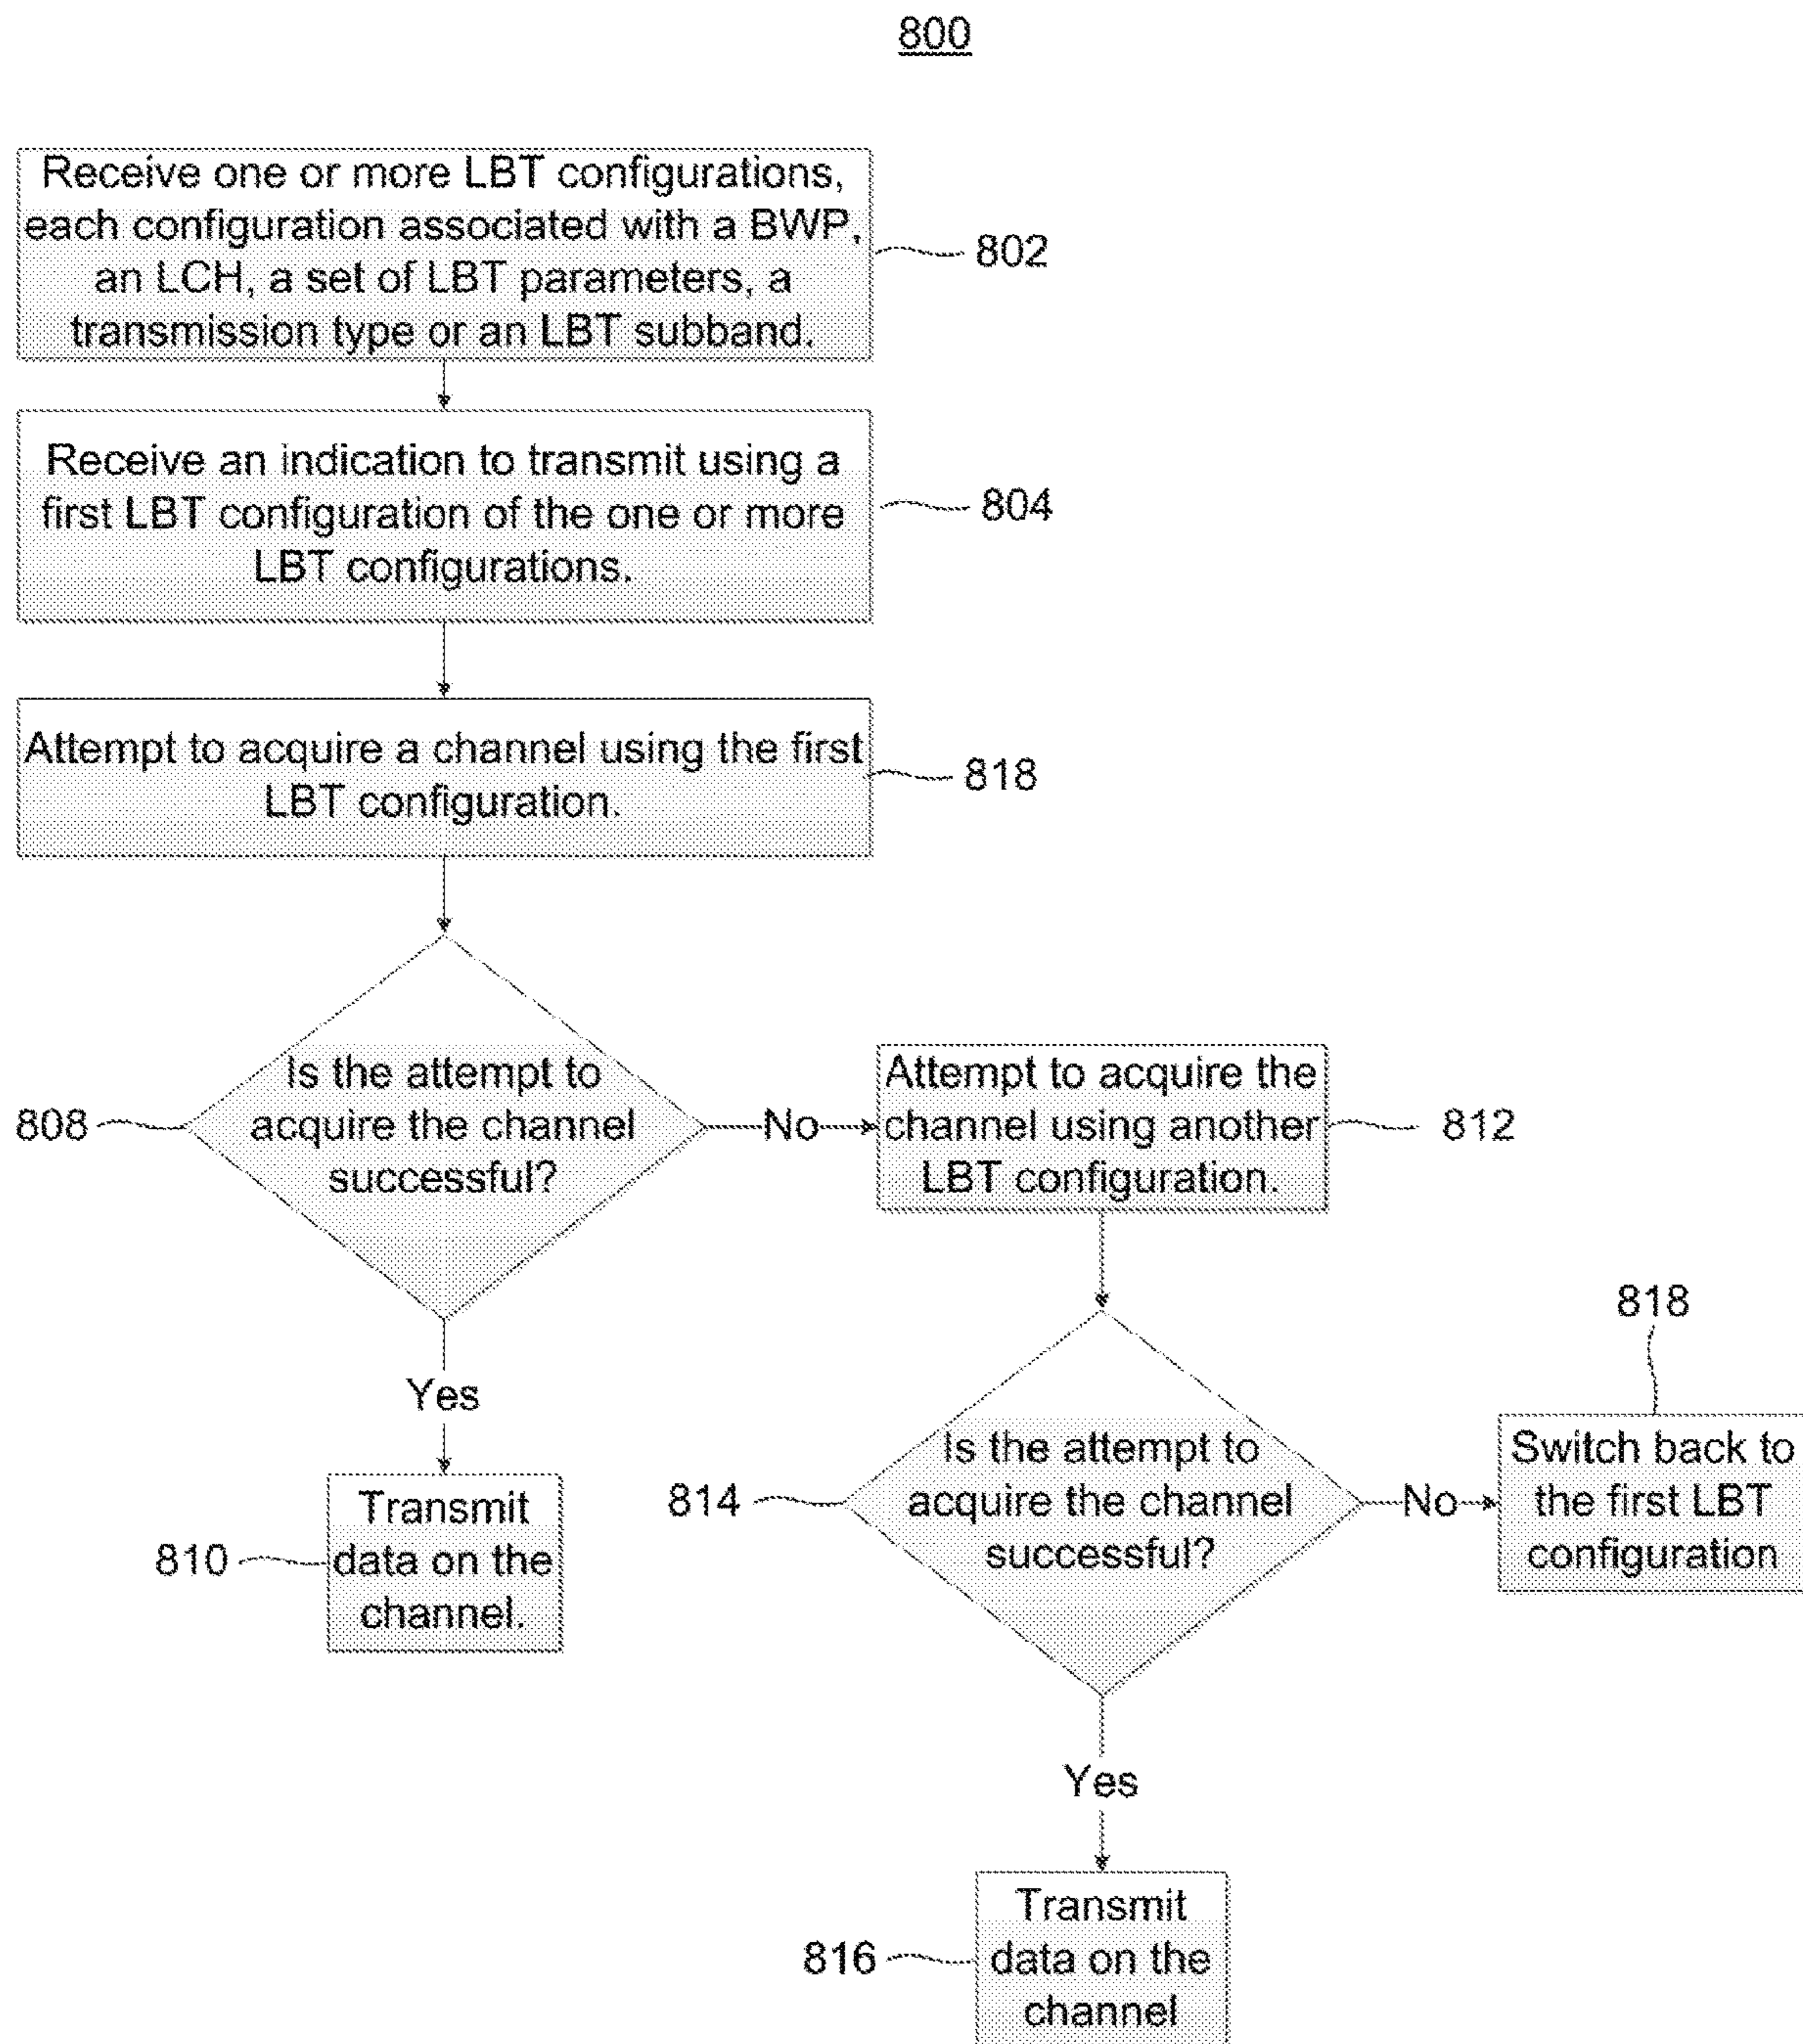 800
Receive one or more LBT configurations,
each configuration associated with a BWP,
an LCH, a set of LBT parameters, a
transmission type or an LBT subband.
802
Receive an indication to transmit using a
first LBT configuration of the one or more
LBT configurations.
804
Attempt to acquire a channel using the first
LBT configuration.
818
Is the attempt to
acquire the channel
successful?
808
No
Attempt to acquire the
channel using another
LBT configuration.
812
Yes
Transmit
data on the
channel.
810
Is the attempt to
acquire the channel
successful?
814
No
818
Switch back to
the first LBT
configuration
Yes
Transmit
data on the
channel
816